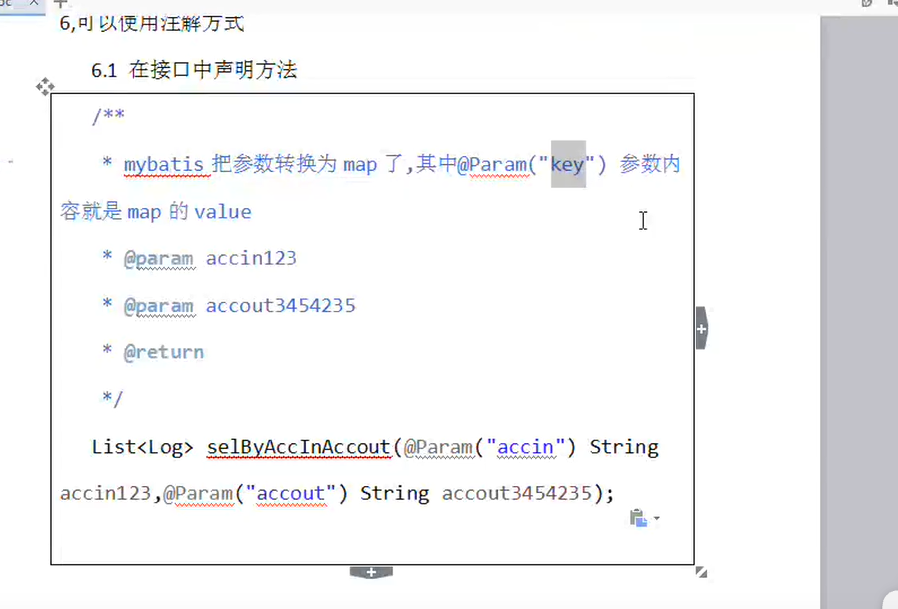 6,可以使用注解方式
6.1 在接口中声明方法
/**
* mybatis 把参数转换为 map 了,其中@Param("key") 参数内
容就是 map 的 value
* @param accin123
* @param accout3454235
* @return
*/
List<Log> selByAccInAccout(@Param("accin") String
accin123,@Param("accout") String accout3454235);